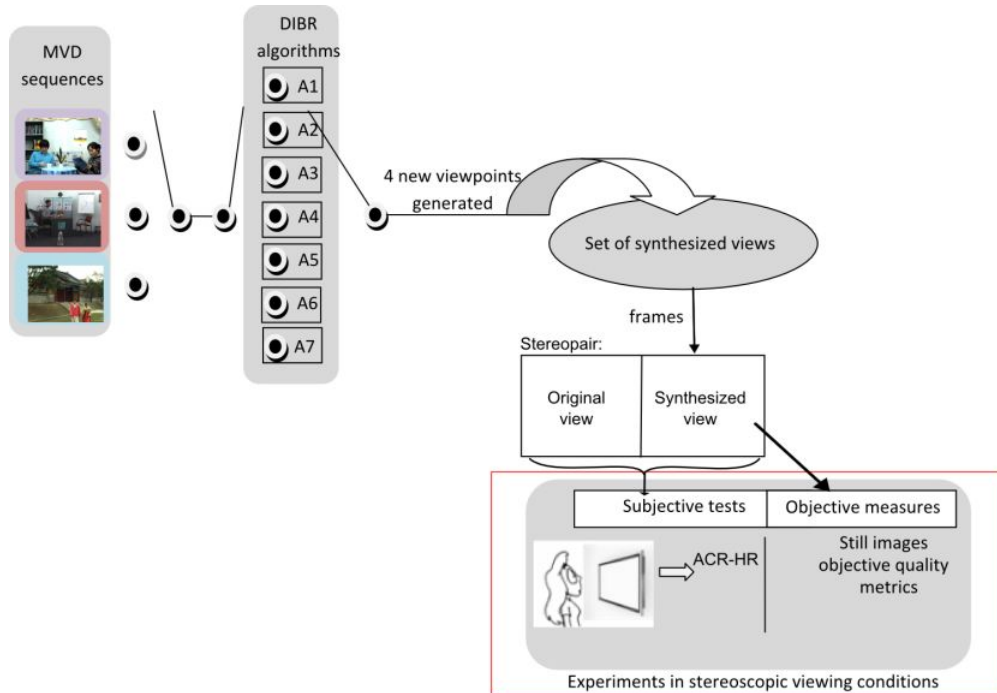 MVD
sequences
DIBR
algorithms
A1
A2
A3
A4
A5
A6
A7
4 new viewpoints
generated
Set of synthesized views
frames
Stereopair:
Original
view
Synthesized
view
Subjective tests
Objective measures
ACR-HR
Still images
objective quality
metrics
Experiments in stereoscopic viewing conditions